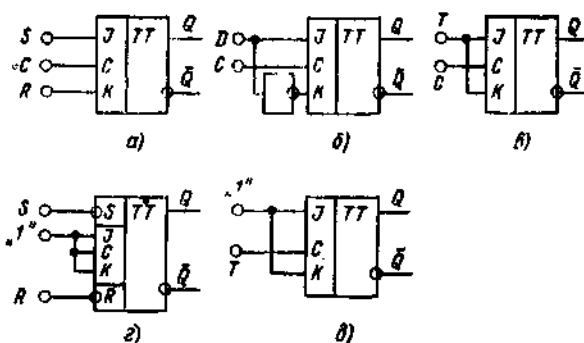 S J TT Q
C C
R K Q̄
а)
D J TT Q
C C
K Q̄
б)
T J TT Q
C C
K Q̄
в)
S S TT Q
„1" J
C
K
R R̄ Q̄
г)
„1" J TT Q
T C
K Q̄
д)